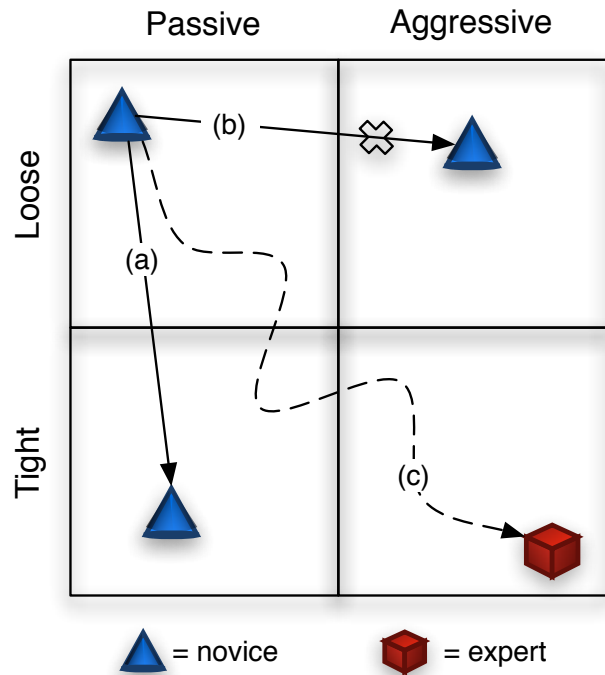 Passive Aggressive
Loose
(b)
(a)
Tight
(c)
= novice = expert